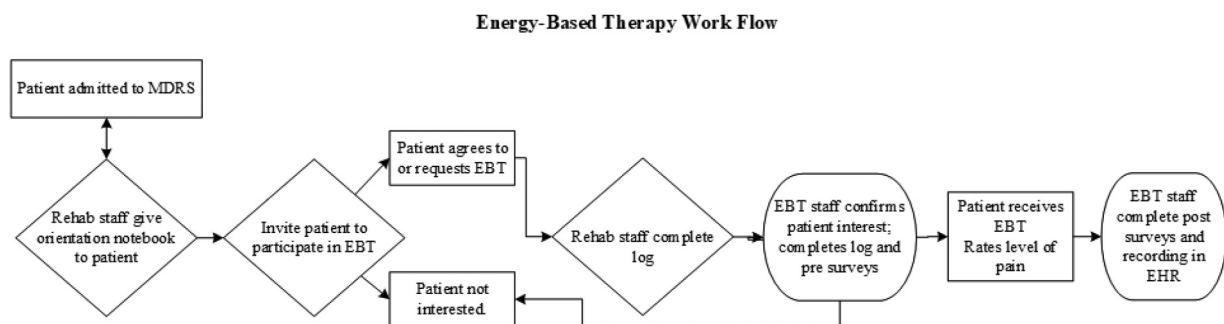 Energy-Based Therapy Work Flow
Patient admitted to MDRS
Rehab staff give
orientation notebook
to patient
Invite patient to
participate in EBT
Patient agrees to
or requests EBT
Patient not
interested.
Rehab staff complete
log
EBT staff confirms
patient interest;
completes log and
pre surveys
Patient receives
EBT
Rates level of
pain
EBT staff
complete post
surveys and
recording in
EHR